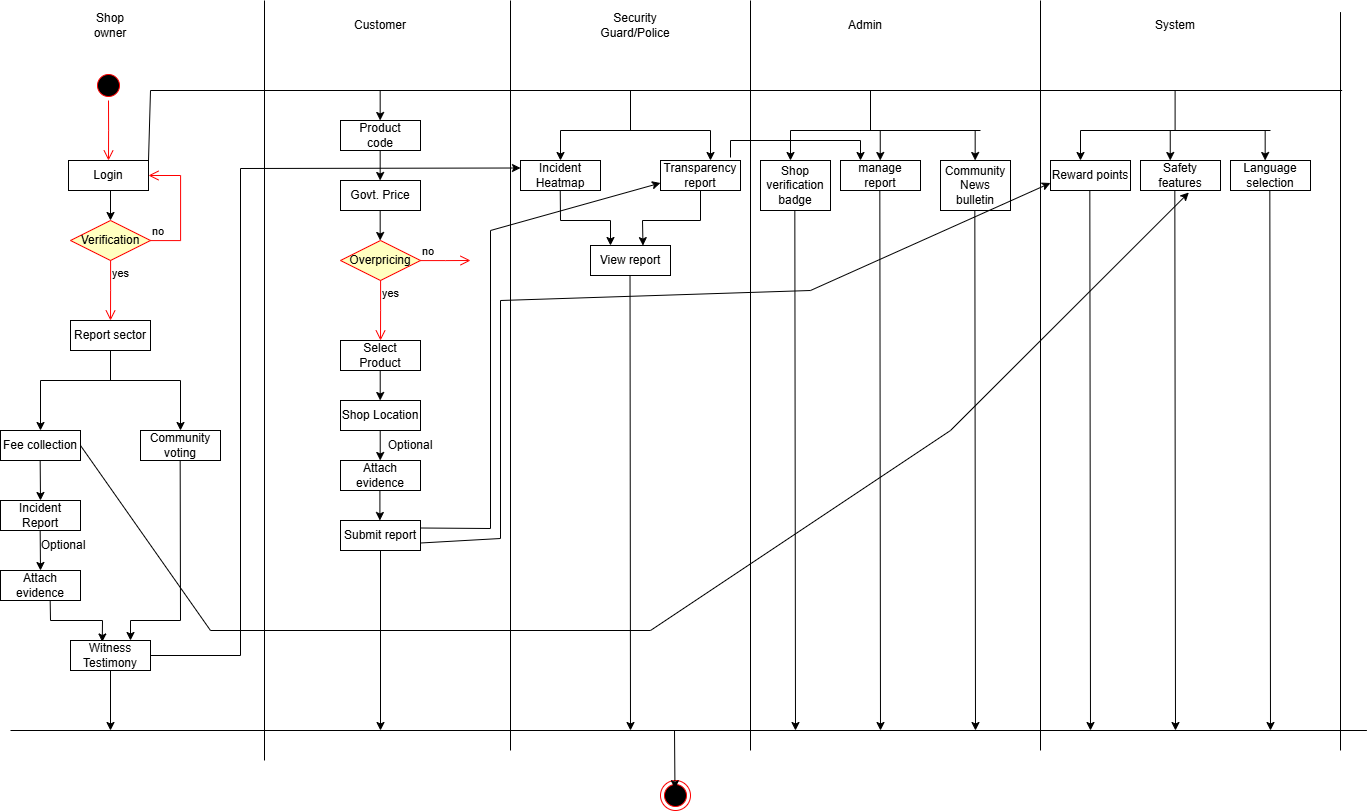 Shop
owner
Customer
Security
Guard/Police
Admin
System
Login
Verification
no
yes
Report sector
Fee collection
Community
voting
Incident
Report
Optional
Attach
evidence
Witness
Testimony
Product
code
Govt. Price
Overpricing
no
yes
Select
Product
Shop Location
Optional
Attach
evidence
Submit report
Incident
Heatmap
Transparency
report
View report
Shop
verification
badge
manage
report
Community
News
bulletin
Reward points
Safety
features
Language
selection